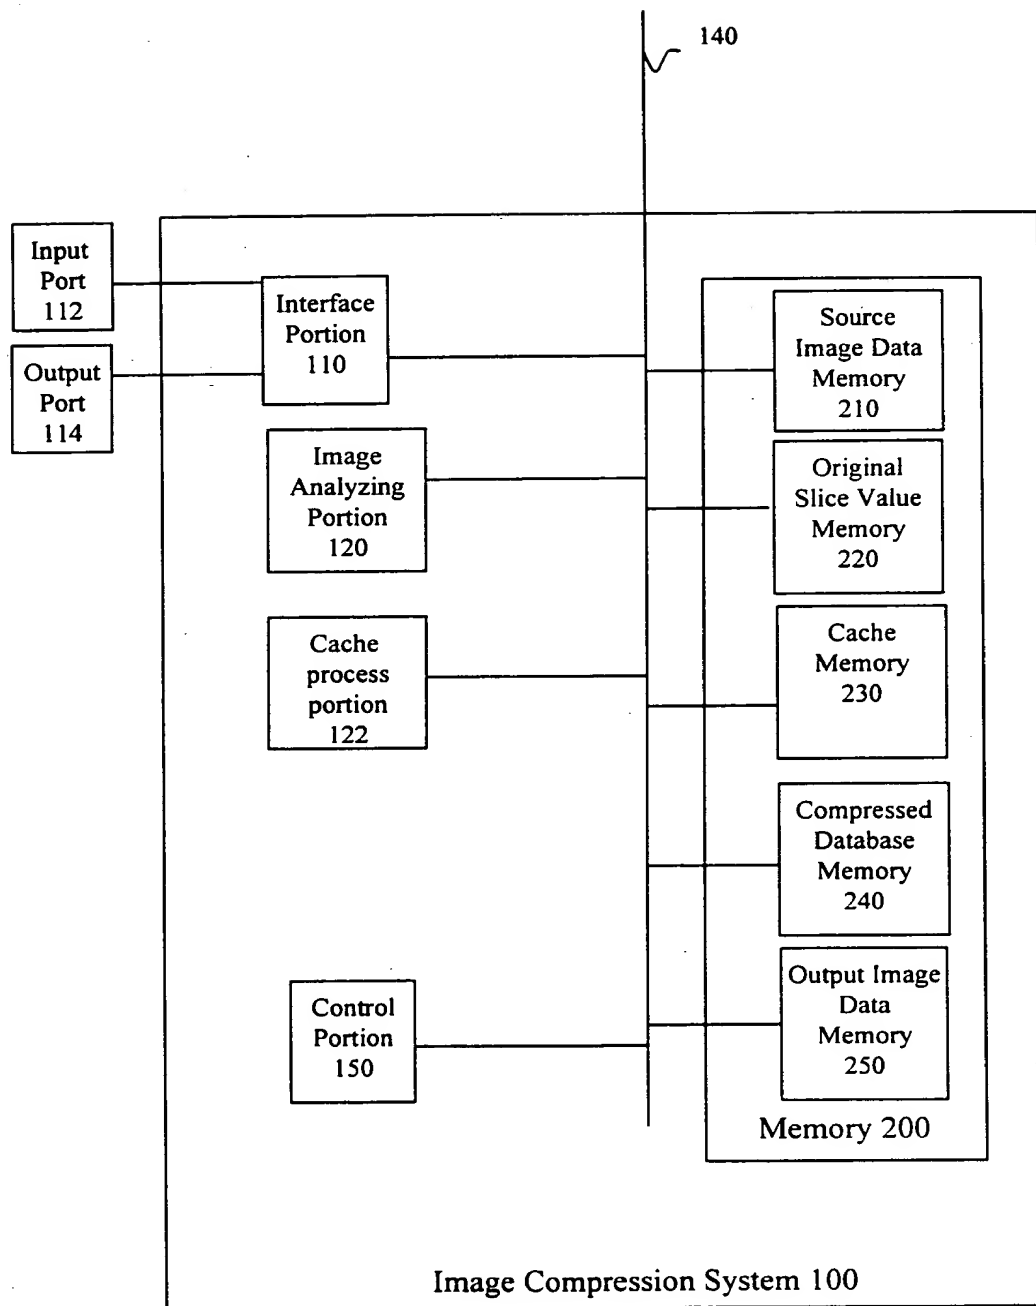 140
Input
Port
112
Output
Port
114
Interface
Portion
110
Image
Analyzing
Portion
120
Cache
process
portion
122
Control
Portion
150
Source
Image Data
Memory
210
Original
Slice Value
Memory
220
Cache
Memory
230
Compressed
Database
Memory
240
Output Image
Data
Memory
250
Memory 200
Image Compression System 100